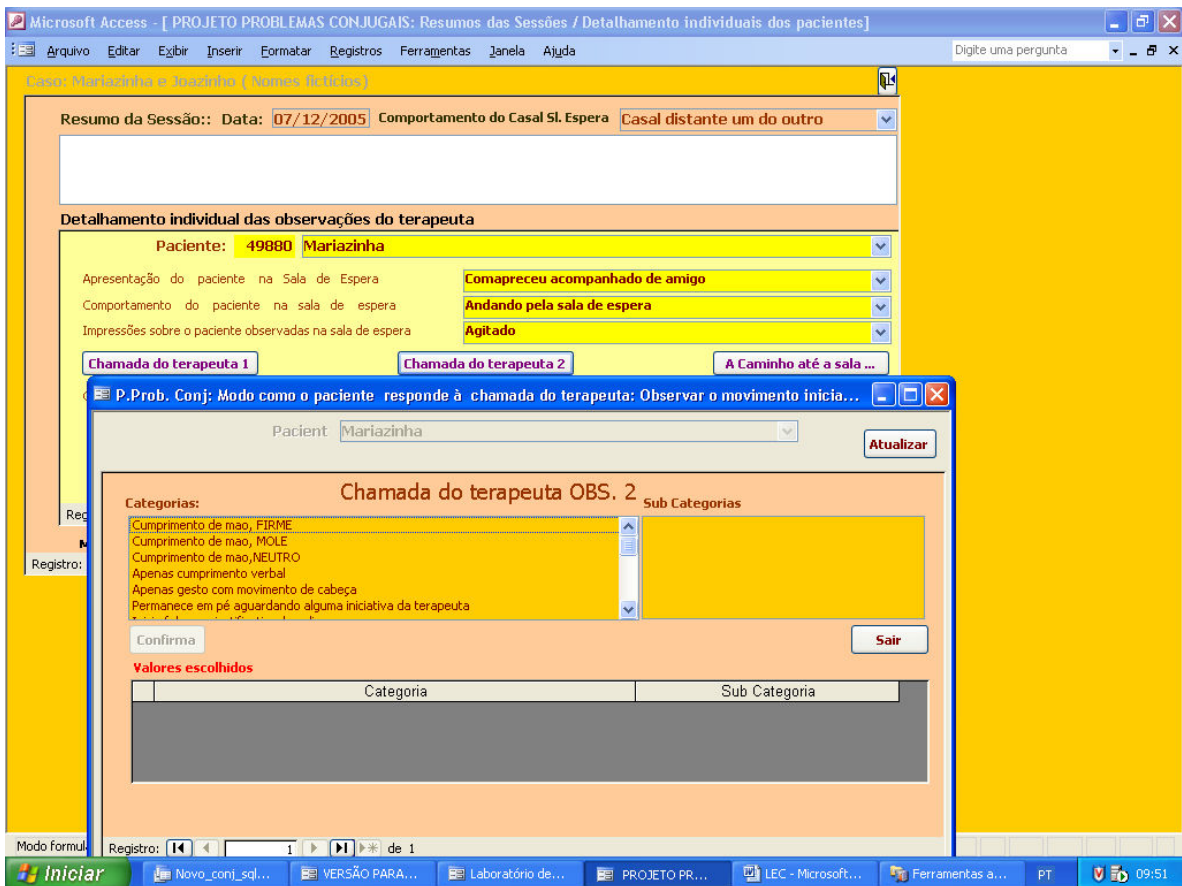 Microsoft Access - [ PROJETO PROBLEMAS CONJUGAIS: Resumos das Sessões / Detalhamento individuais dos pacientes]
Arquivo Editar Exibir Inserir Formatar Registros Ferramentas Janela Ajuda Digite uma pergunta
Caso: Mariazinha e Joazinho ( Nomes fictícios)
Resumo da Sessão:: Data: 07/12/2005 Comportamento do Casal Sl. Espera Casal distante um do outro
Detalhamento individual das observações do terapeuta
Paciente: 49880 Mariazinha
Apresentação do paciente na Sala de Espera Comapreceu acompanhado de amigo
Comportamento do paciente na sala de espera Andando pela sala de espera
Impressões sobre o paciente observadas na sala de espera Agitado
Chamada do terapeuta 1 Chamada do terapeuta 2 A Caminho até a sala ...
P.Prob. Conj: Modo como o paciente responde à chamada do terapeuta: Observar o movimento inicia...
Pacient Mariazinha
Atualizar
Chamada do terapeuta OBS. 2
Categorias: Sub Categorias
Cumprimento de mao, FIRME
Cumprimento de mao, MOLE
Cumprimento de mao,NEUTRO
Apenas cumprimento verbal
Apenas gesto com movimento de cabeça
Permanece em pé aguardando alguma iniciativa da terapeuta
Reg
M
Registro:
Confirma Sair
Valores escolhidos
Categoria Sub Categoria
Modo formul
Registro: 1 de 1
Iniciar Novo_conj_sql... VERSÃO PARA... Laboratório de... PROJETO PR... LEC - Microsoft... Ferramentas a... PT 09:51